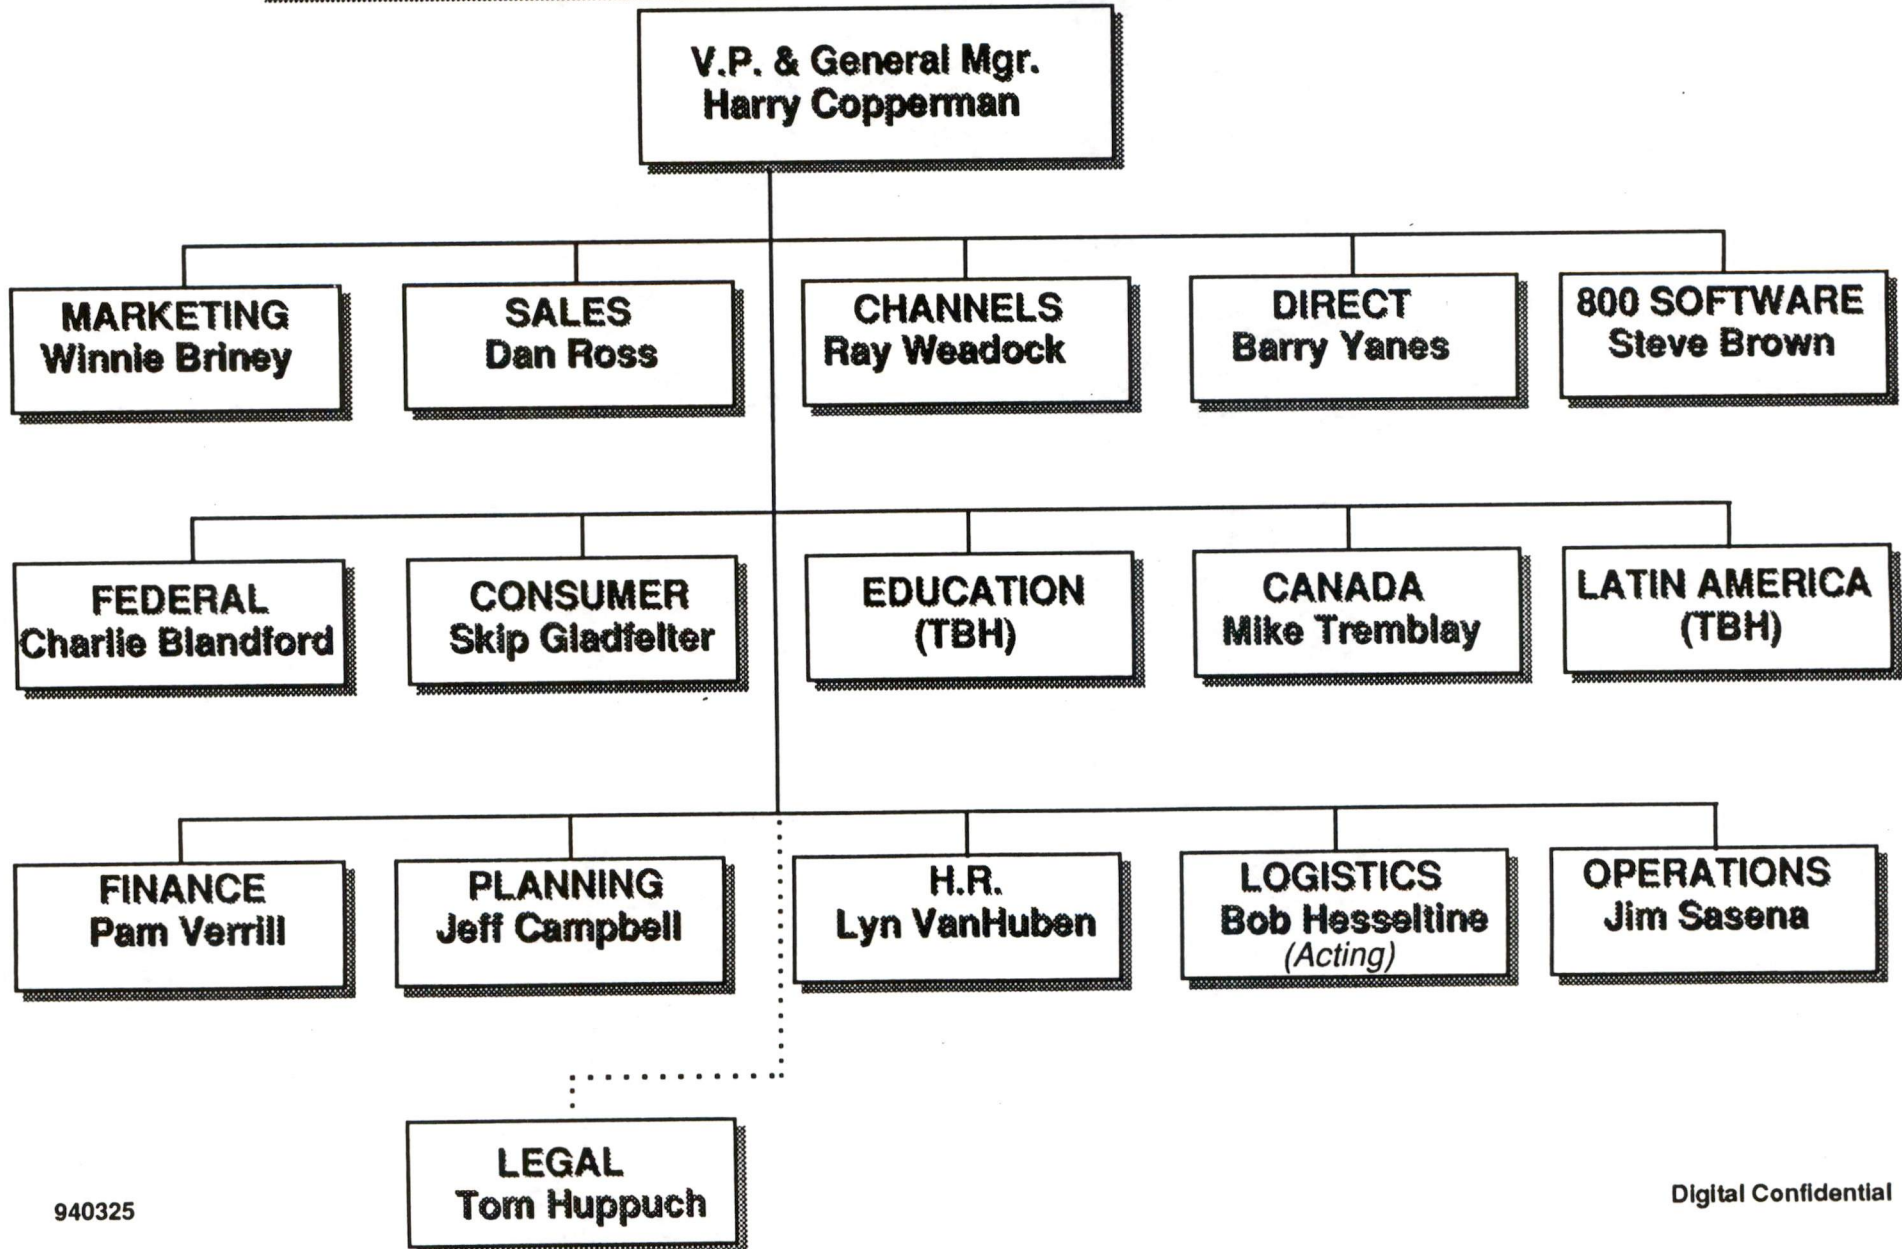 V.P. & General Mgr.
Harry Copperman
MARKETING
Winnie Briney
SALES
Dan Ross
CHANNELS
Ray Weadock
DIRECT
Barry Yanes
800 SOFTWARE
Steve Brown
FEDERAL
Charlie Blandford
CONSUMER
Skip Gladfelter
EDUCATION
(TBH)
CANADA
Mike Tremblay
LATIN AMERICA
(TBH)
FINANCE
Pam Verrill
PLANNING
Jeff Campbell
H.R.
Lyn VanHuben
LOGISTICS
Bob Hesseltine
(Acting)
OPERATIONS
Jim Sasena
LEGAL
Tom Huppuch
940325
Digital Confidential